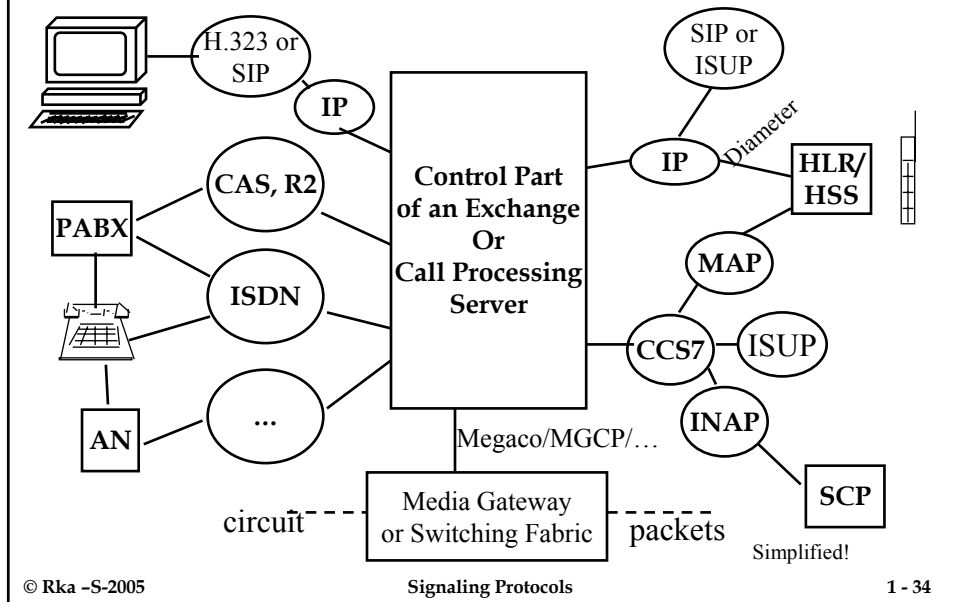 H.323 or
SIP
IP
SIP or
ISUP
IP
Diameter
HLR/
HSS
CAS, R2
PABX
Control Part
of an Exchange
Or
Call Processing
Server
MAP
ISDN
CCS7
ISUP
...
AN
INAP
Megaco/MGCP/…
SCP
Media Gateway
or Switching Fabric
circuit
packets
Simplified!
© Rka –S-2005
Signaling Protocols
1 - 34